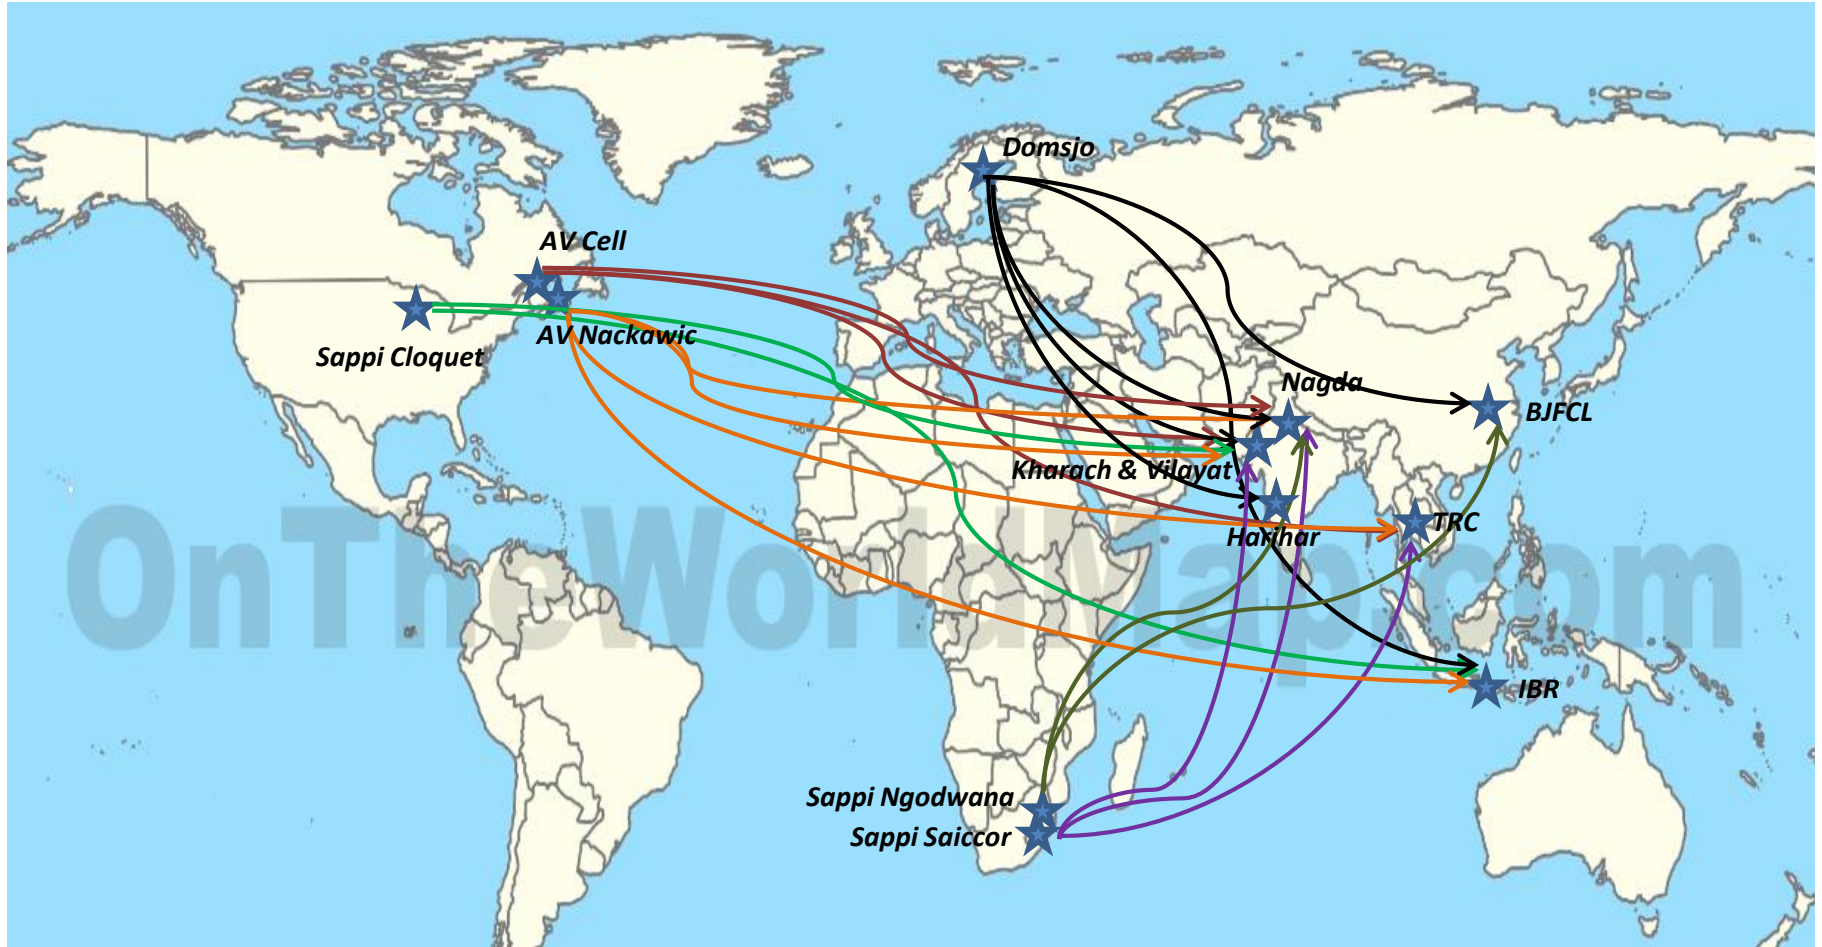 Domsjo
AV Cell
AV Nackawic
Sappi Cloquet
Nagda
BJFCL
Kharach & Vilayat
TRC
Harihar
OnTheWorldMap.com
IBR
Sappi Ngodwana
Sappi Saiccor